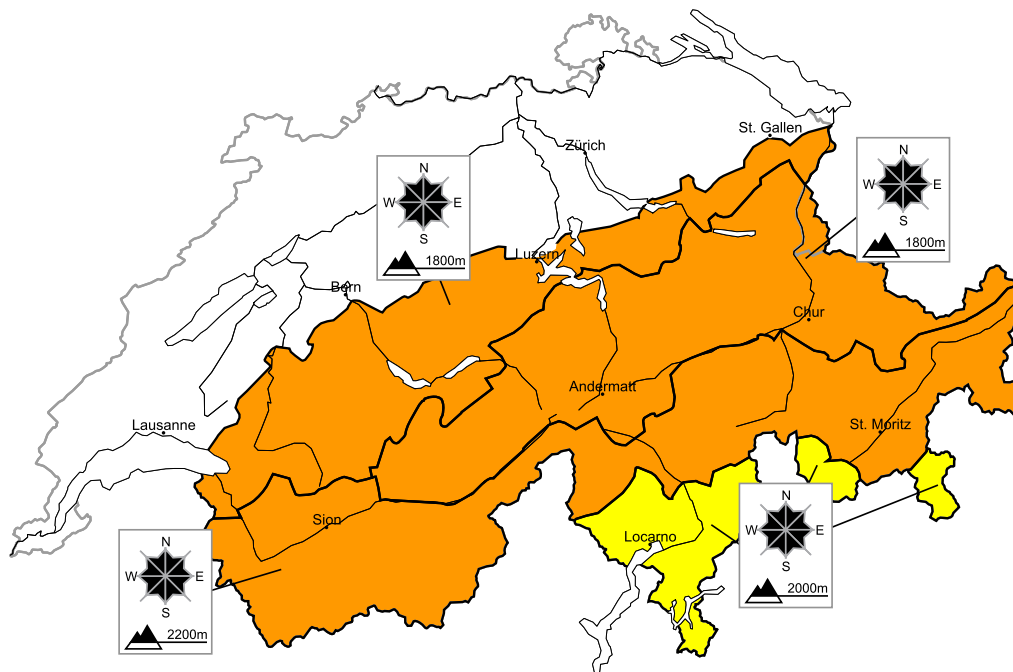 St. Gallen
Zürich
N
W E
S
1800m
N
W E
S
1800m
Luzern
Bern
Chur
Andermatt
Lausanne
St. Moritz
Sion
Locarno
N
W E
S
2000m
N
W E
S
2200m